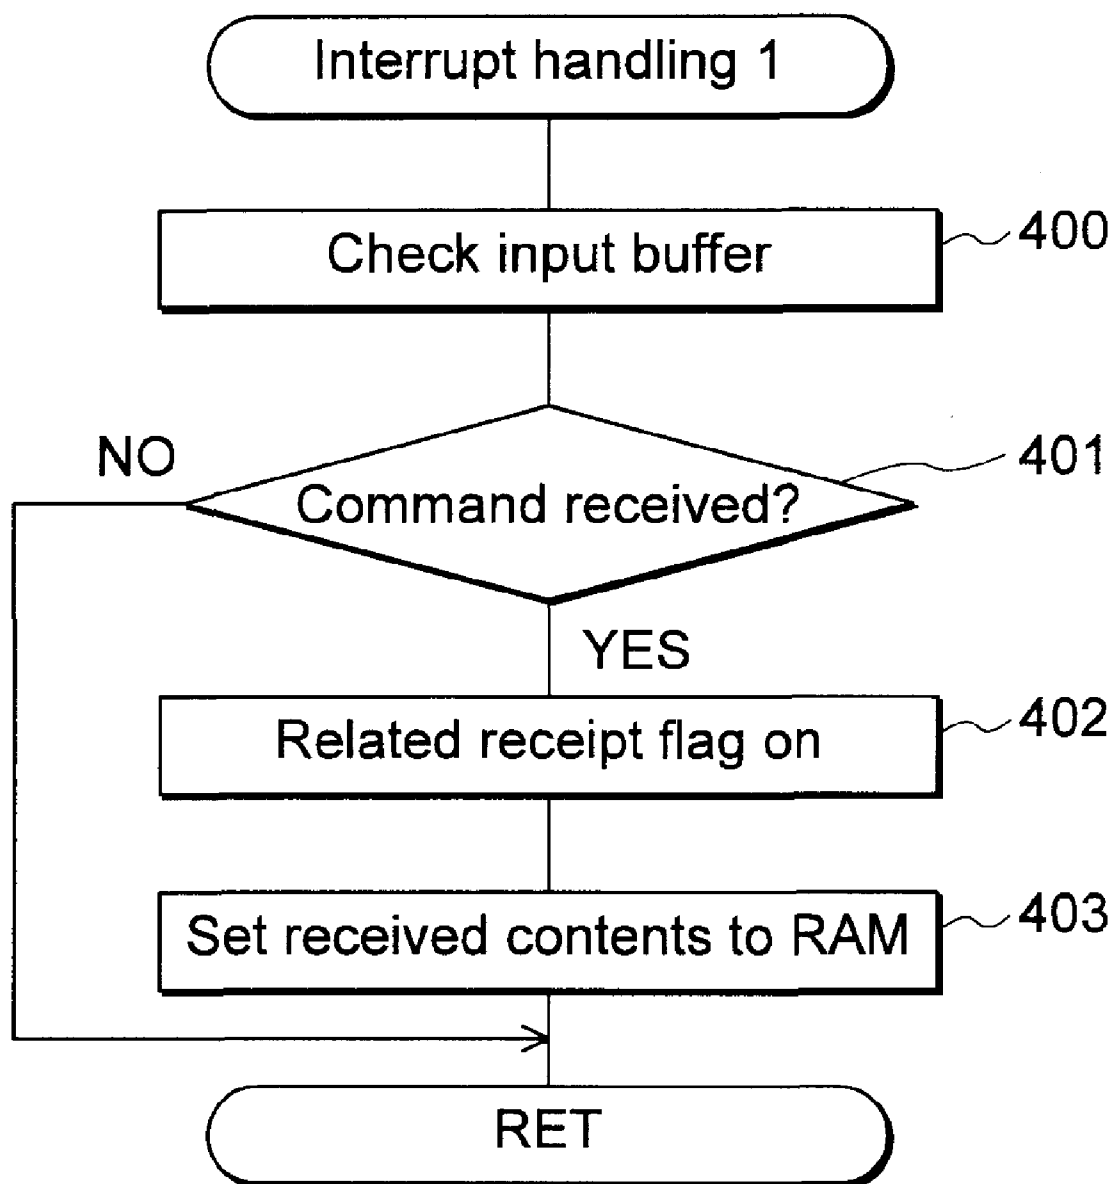 Interrupt handling 1
Check input buffer
400
NO
Command received?
401
YES
Related receipt flag on
402
Set received contents to RAM
403
RET